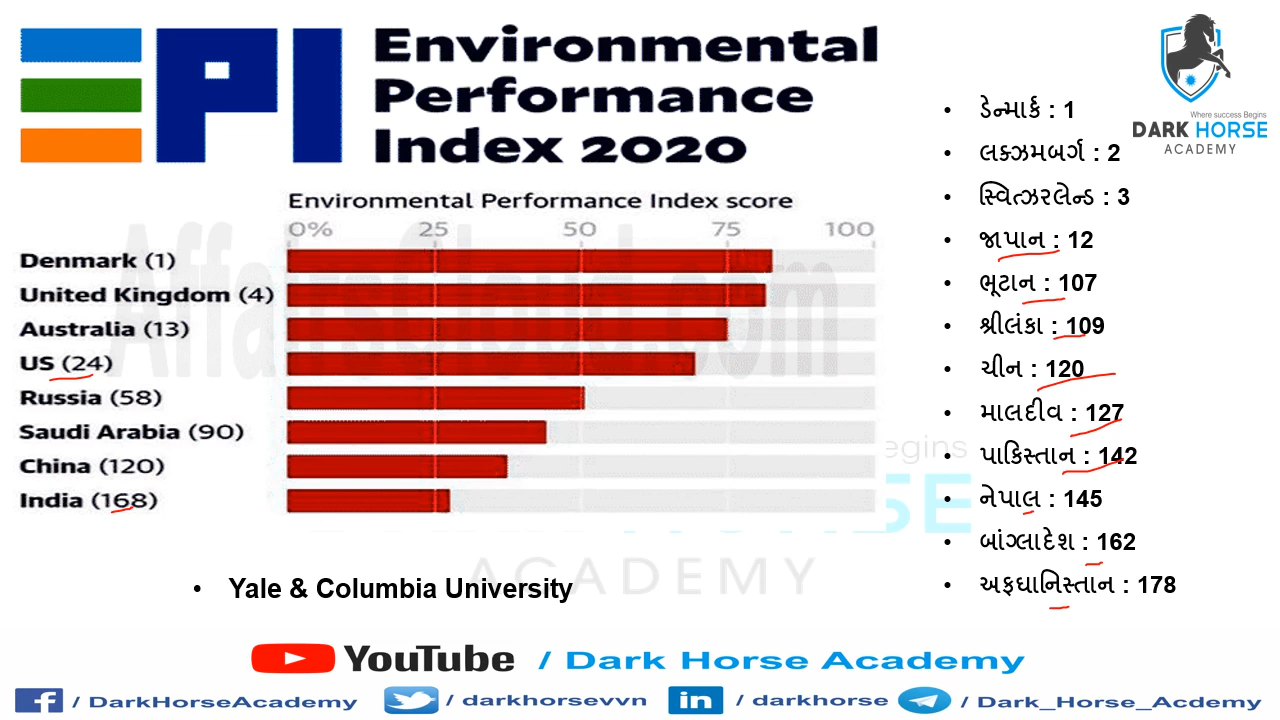 EPI
Environmental
Performance
Index 2020
Environmental Performance Index score
0% 25 50 75 100
Denmark (1)
United Kingdom (4)
Australia (13)
US (24)
Russia (58)
Saudi Arabia (90)
China (120)
India (168)
AffairsCloud.com
• Yale & Columbia University
Where success Begins
DARK HORSE
ACADEMY
• ડેન્માર્ક : 1
• લક્ઝમબર્ગ : 2
• સ્વિત્ઝરલેન્ડ : 3
• જાપાન : 12
• ભૂટાન : 107
• શ્રીલંકા : 109
• ચીન : 120
• માલદીવ : 127
• પાકિસ્તાન : 142
• નેપાલ : 145
• બાંગ્લાદેશ : 162
• અફઘાનિસ્તાન : 178
ACADEMY
YouTube / Dark Horse Academy
/ DarkHorseAcademy
/ darkhorsevvn
/ darkhorse
/ Dark_Horse_Acdemy